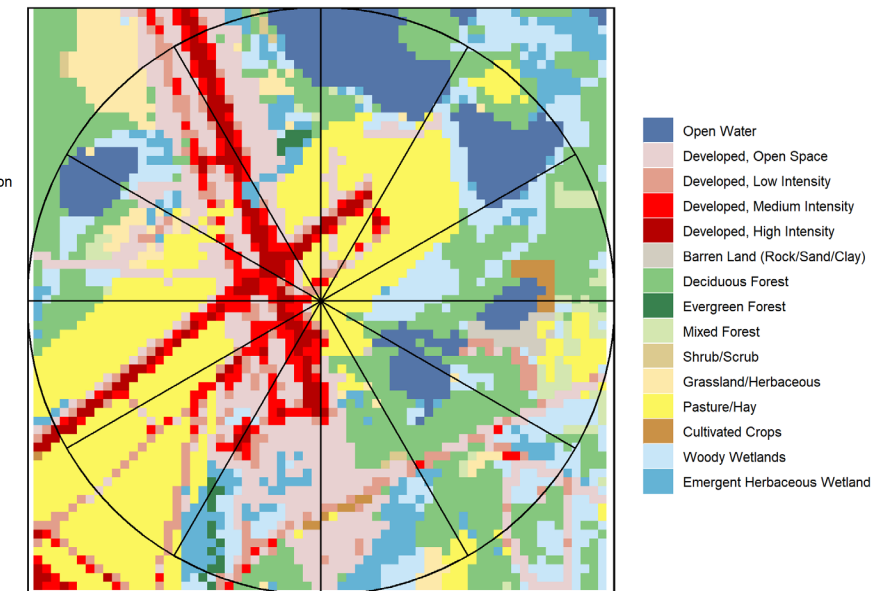 on
Open Water
Developed, Open Space
Developed, Low Intensity
Developed, Medium Intensity
Developed, High Intensity
Barren Land (Rock/Sand/Clay)
Deciduous Forest
Evergreen Forest
Mixed Forest
Shrub/Scrub
Grassland/Herbaceous
Pasture/Hay
Cultivated Crops
Woody Wetlands
Emergent Herbaceous Wetland